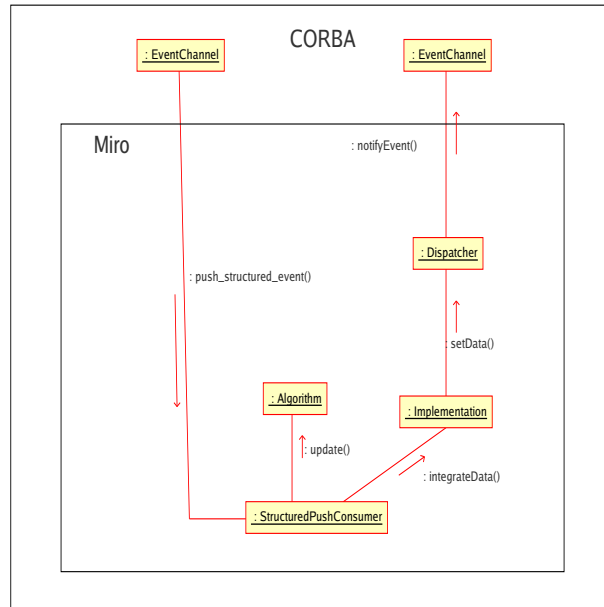 CORBA
: EventChannel
: EventChannel
Miro
: notifyEvent()
: Dispatcher
: push_structured_event()
: setData()
: Algorithm
: Implementation
: update()
: integrateData()
: StructuredPushConsumer